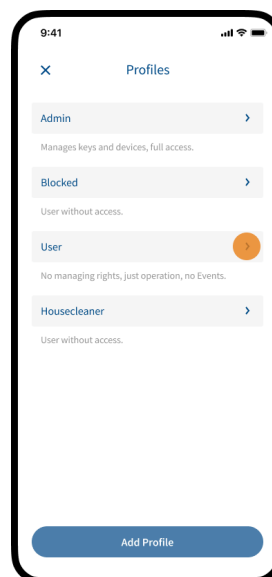 9:41
Profiles
Admin
Manages keys and devices, full access.
Blocked
User without access.
User
No managing rights, just operation, no Events.
Housecleaner
User without access.
Add Profile